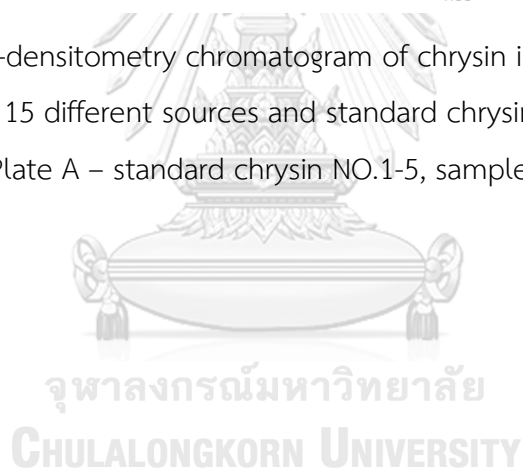 -densitometry chromatogram of chrysin i
15 different sources and standard chrysin
Plate A – standard chrysin NO.1-5, sample
จุฬาลงกรณ์มหาวิทยาลัย
CHULALONGKORN UNIVERSITY